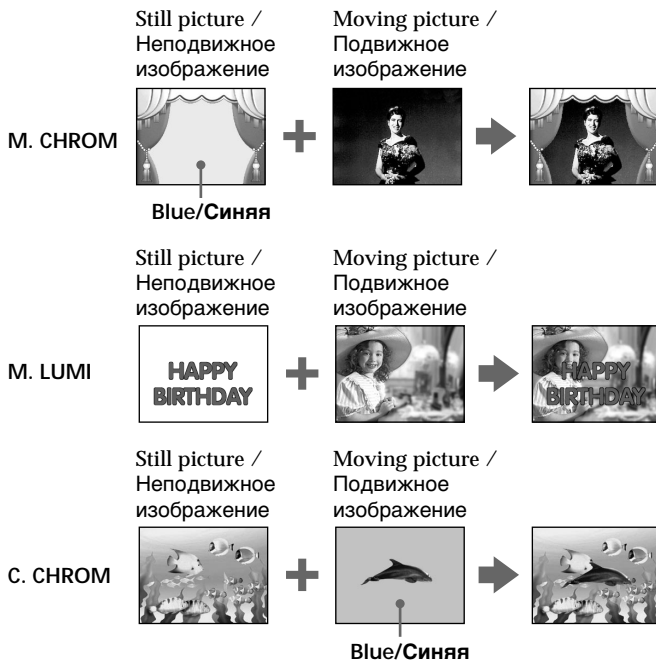 Still picture /
Неподвижное
изображение
Moving picture /
Подвижное
изображение
M. CHROM
Blue/Синяя
Still picture /
Неподвижное
изображение
Moving picture /
Подвижное
изображение
M. LUMI
HAPPY
BIRTHDAY
HAPPY
BIRTHDAY
Still picture /
Неподвижное
изображение
Moving picture /
Подвижное
изображение
C. CHROM
Blue/Синяя